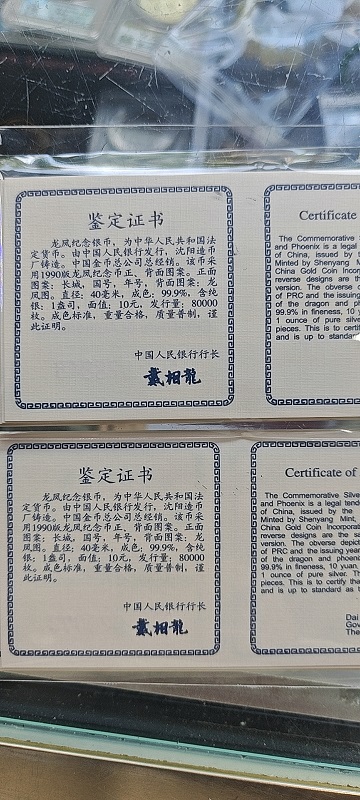 鉴定证书
龙凤纪念银币，为中华人民共和国法
定货币。由中国人民银行发行，沈阳造币
厂铸造。中国金币总公司总经销。该币采
用1990版龙凤纪念币正、背面图案。正面
图案：长城，国号，年号，背面图案：龙
凤图。直径：40毫米，成色：99.9%，含纯
银：1盎司，面值：10元，发行量：80000
枚。成色标准，重量合格，质量普制，谨
此证明。
中国人民银行行长
戴相龙
Certificate
The Commemorative
and Phoenix is a legal
of China, issued by t
Minted by Shenyang M
China Gold Coin Incorp
reverse designs are th
version. The obverse d
of PRC and the issuing
of the dragon and ph
99.9% in fineness, 10 y
1 ounce of pure silver
pieces. This is to certif
and is up to standar
鉴定证书
龙凤纪念银币，为中华人民共和国法
定货币。由中国人民银行发行，沈阳造币
厂铸造。中国金币总公司总经销。该币采
用1990版龙凤纪念币正、背面图案。正面
图案：长城，国号，年号，背面图案：龙
凤图。直径：40毫米，成色：99.9%，含纯
银：1盎司，面值：10元，发行量：80000
枚。成色标准，重量合格，质量普制，谨
此证明。
中国人民银行行长
戴相龙
Certificate of
The Commemorative Silve
and Phoenix is a legal tend
of China, issued by the
Minted by Shenyang Mint,
China Gold Coin Incorporat
reverse designs are the sa
version. The obverse depict
of PRC and the issuing year
of the dragon and phoenix
99.9% in fineness, 10 yuan
1 ounce of pure silver. Th
pieces. This is to certify tha
and is up to standard as t
Dai
Gov
The